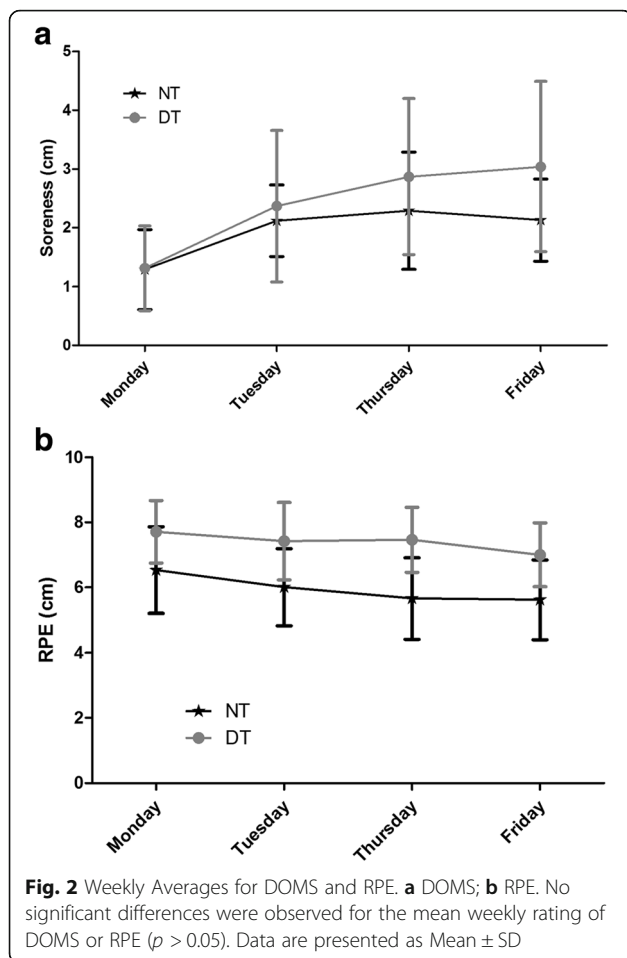 a
5
4
3
2
1
0
Soreness (cm)
NT
DT
Monday
Tuesday
Thursday
Friday
b
10
8
6
4
2
0
RPE (cm)
NT
DT
Monday
Tuesday
Thursday
Friday
Fig. 2 Weekly Averages for DOMS and RPE. a DOMS; b RPE. No
significant differences were observed for the mean weekly rating of
DOMS or RPE (p > 0.05). Data are presented as Mean ± SD